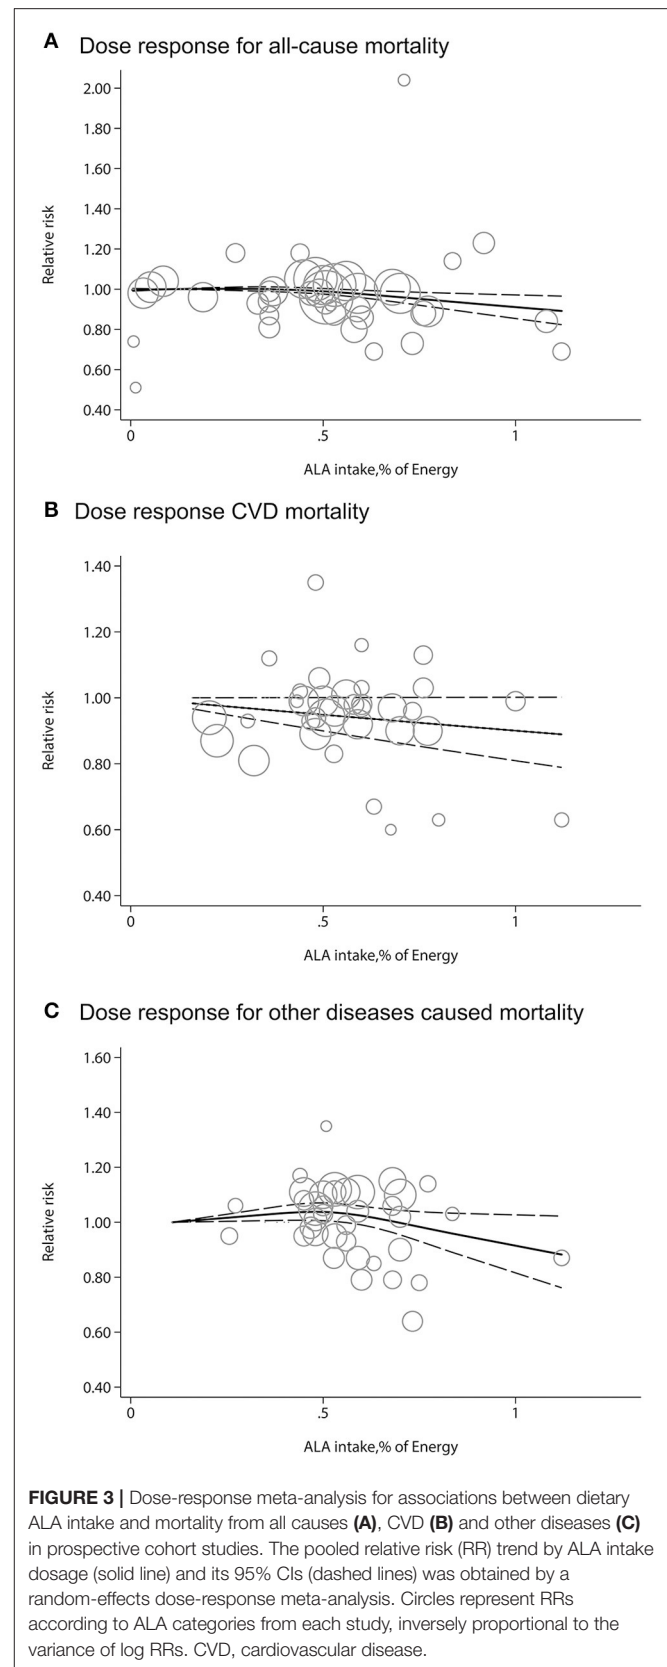 A Dose response for all-cause mortality
2.00
1.80
1.60
1.40
1.20
1.00
0.80
0.60
0.40
Relative risk
0 .5 1
ALA intake,% of Energy
B Dose response CVD mortality
1.40
1.20
1.00
0.80
0.60
0.40
Relative risk
0 .5 1
ALA intake,% of Energy
C Dose response for other diseases caused mortality
1.60
1.40
1.20
1.00
0.80
0.60
0.40
Relative risk
0 .5 1
ALA intake,% of Energy
FIGURE 3 | Dose-response meta-analysis for associations between dietary
ALA intake and mortality from all causes (A), CVD (B) and other diseases (C)
in prospective cohort studies. The pooled relative risk (RR) trend by ALA intake
dosage (solid line) and its 95% CIs (dashed lines) was obtained by a
random-effects dose-response meta-analysis. Circles represent RRs
according to ALA categories from each study, inversely proportional to the
variance of log RRs. CVD, cardiovascular disease.